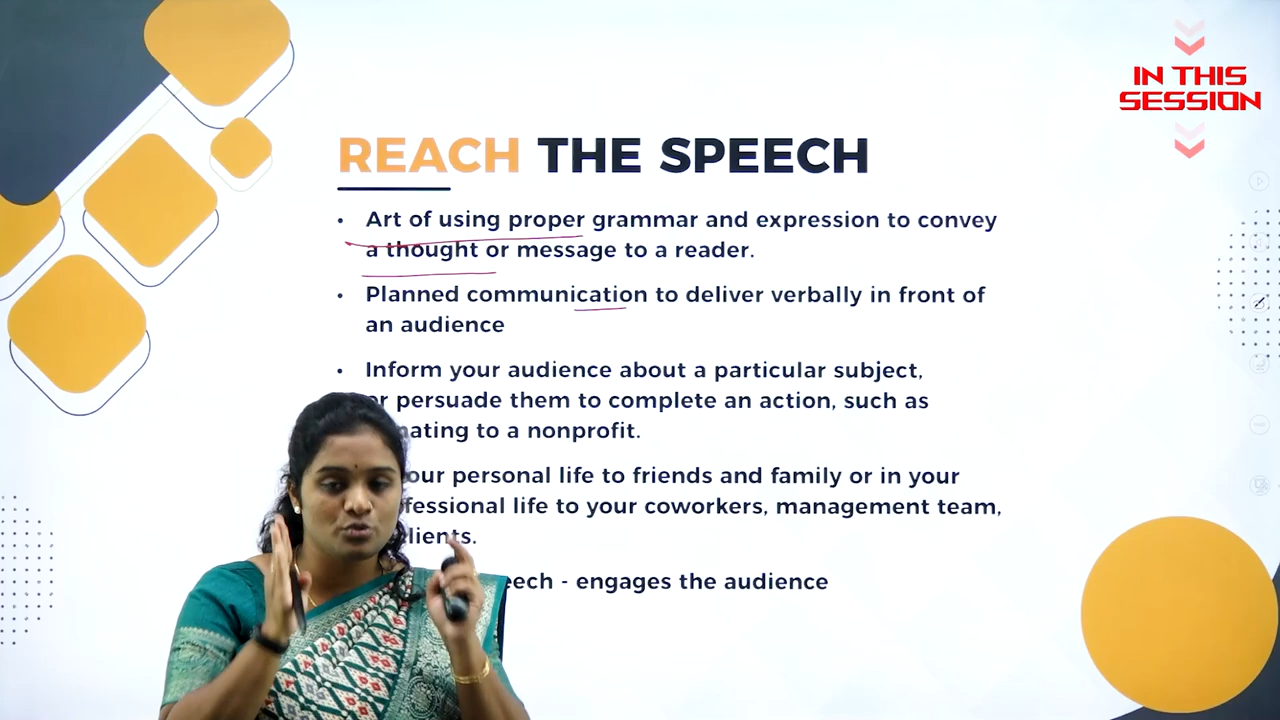 IN THIS
SESSION
REACH THE SPEECH
• Art of using proper grammar and expression to convey
a thought or message to a reader.
• Planned communication to deliver verbally in front of
an audience
• Inform your audience about a particular subject,
or persuade them to complete an action, such as
to a nonprofit.
personal life to friends and family or in your
life to your coworkers, management team,
- engages the audience